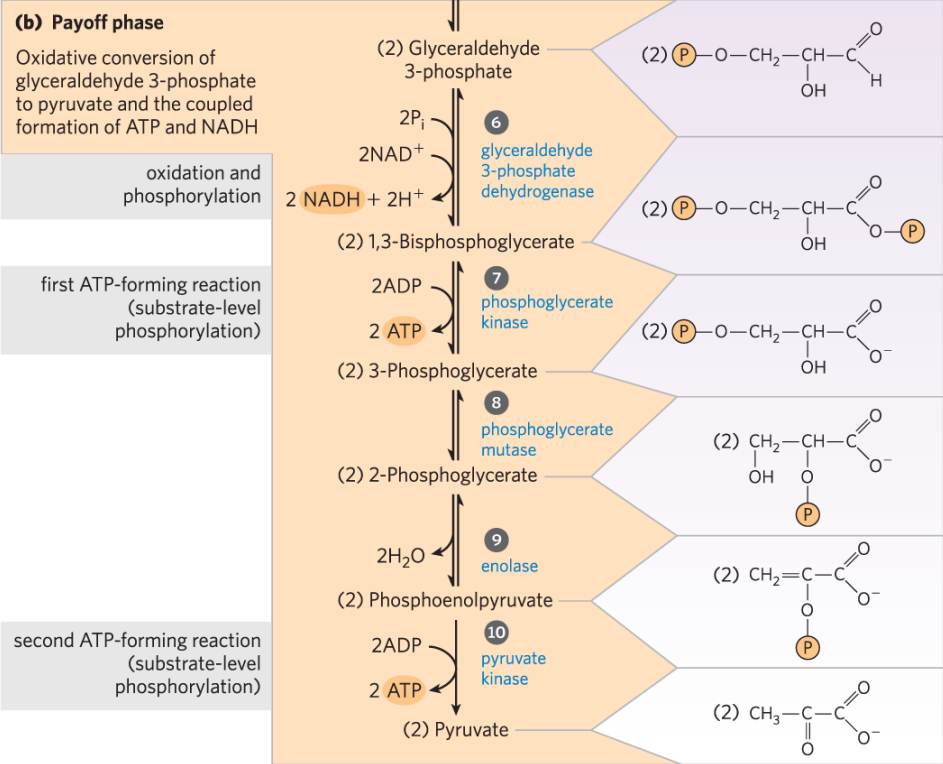 (b) Payoff phase
Oxidative conversion of
glyceraldehyde 3-phosphate
to pyruvate and the coupled
formation of ATP and NADH
(2) Glyceraldehyde
3-phosphate
(2) P—O—CH₂—CH—C
O
H
OH
2Pᵢ
2NAD⁺
2 NADH + 2H⁺
6
glyceraldehyde
3-phosphate
dehydrogenase
oxidation and
phosphorylation
(2) 1,3-Bisphosphoglycerate
(2) P—O—CH₂—CH—C
O
O—P
OH
first ATP-forming reaction
(substrate-level
phosphorylation)
2ADP
2 ATP
7
phosphoglycerate
kinase
(2) 3-Phosphoglycerate
(2) P—O—CH₂—CH—C
O
O⁻
OH
8
phosphoglycerate
mutase
(2) 2-Phosphoglycerate
(2) CH₂—CH—C
O
O⁻
OH O
P
2H₂O
9
enolase
(2) Phosphoenolpyruvate
(2) CH₂=C—C
O
O⁻
O
P
second ATP-forming reaction
(substrate-level
phosphorylation)
2ADP
2 ATP
10
pyruvate
kinase
(2) Pyruvate
(2) CH₃—C—C
O
O⁻
O